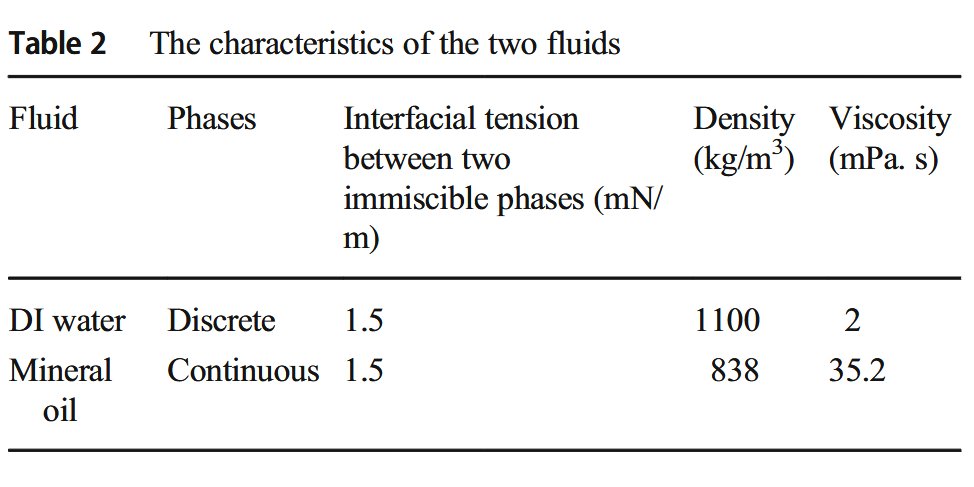 Table 2 The characteristics of the two fluids
Fluid Phases Interfacial tension between two immiscible phases (mN/m) Density (kg/m³) Viscosity (mPa. s)
DI water Discrete 1.5 1100 2
Mineral oil Continuous 1.5 838 35.2